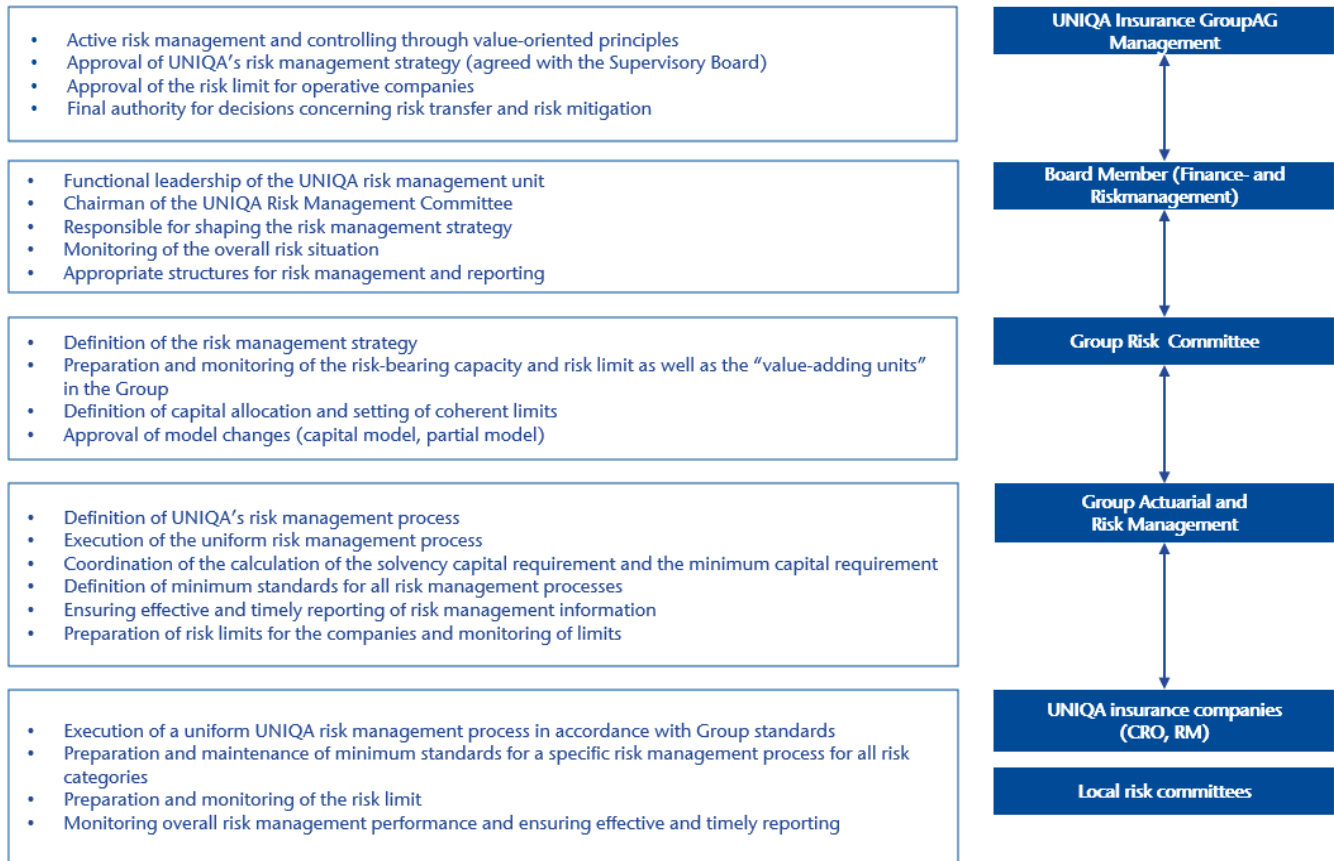 • Active risk management and controlling through value-oriented principles
• Approval of UNIQA’s risk management strategy (agreed with the Supervisory Board)
• Approval of the risk limit for operative companies
• Final authority for decisions concerning risk transfer and risk mitigation
UNIQA Insurance GroupAG
Management
• Functional leadership of the UNIQA risk management unit
• Chairman of the UNIQA Risk Management Committee
• Responsible for shaping the risk management strategy
• Monitoring of the overall risk situation
• Appropriate structures for risk management and reporting
Board Member (Finance- and
Riskmanagement)
• Definition of the risk management strategy
• Preparation and monitoring of the risk-bearing capacity and risk limit as well as the “value-adding units”
in the Group
• Definition of capital allocation and setting of coherent limits
• Approval of model changes (capital model, partial model)
Group Risk Committee
• Definition of UNIQA’s risk management process
• Execution of the uniform risk management process
• Coordination of the calculation of the solvency capital requirement and the minimum capital requirement
• Definition of minimum standards for all risk management processes
• Ensuring effective and timely reporting of risk management information
• Preparation of risk limits for the companies and monitoring of limits
Group Actuarial and
Risk Management
• Execution of a uniform UNIQA risk management process in accordance with Group standards
• Preparation and maintenance of minimum standards for a specific risk management process for all risk
categories
• Preparation and monitoring of the risk limit
• Monitoring overall risk management performance and ensuring effective and timely reporting
UNIQA insurance companies
(CRO, RM)
Local risk committees